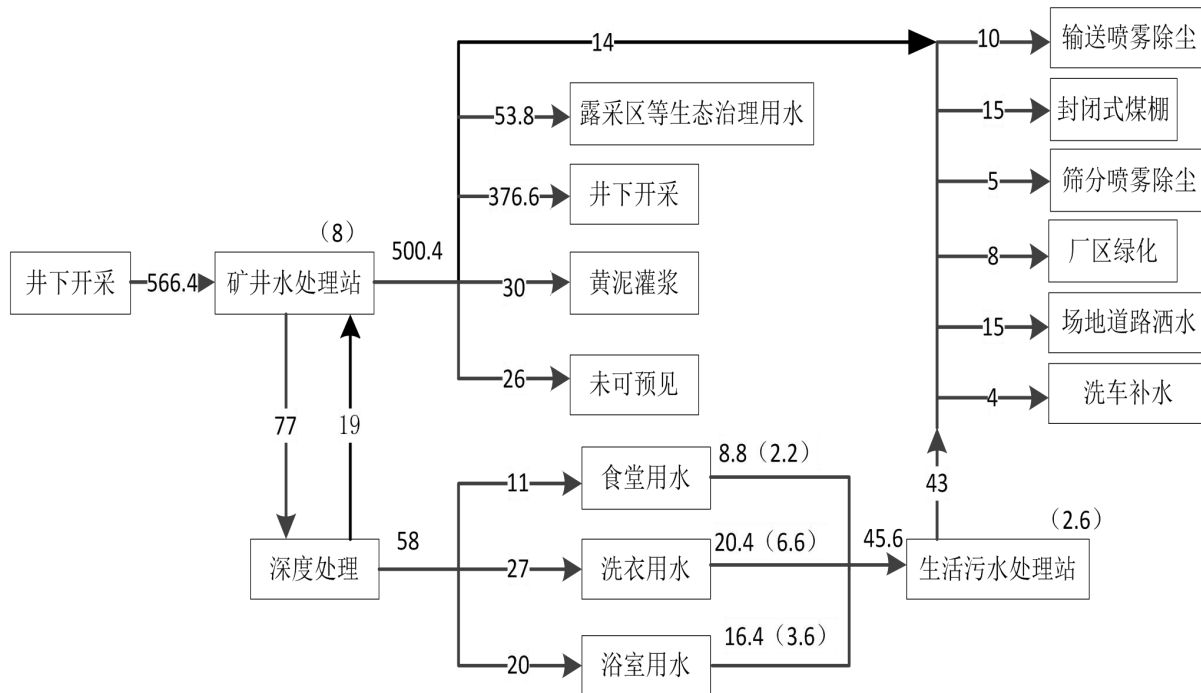 14
10
输送喷雾除尘
53.8
露采区等生态治理用水
15
封闭式煤棚
376.6
井下开采
5
筛分喷雾除尘
井下开采
566.4
(8)
矿井水处理站
500.4
30
黄泥灌浆
8
厂区绿化
15
场地道路洒水
26
未可预见
4
洗车补水
77
19
11
食堂用水
8.8（2.2）
43
深度处理
58
27
洗衣用水
20.4（6.6）
45.6
（2.6）
生活污水处理站
20
浴室用水
16.4（3.6）